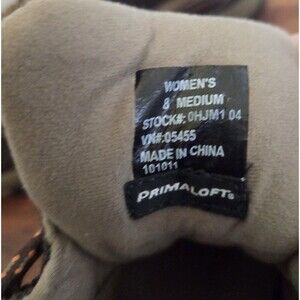 WOMEN'S
8 MEDIUM
STOCK#: 0HJM1 04
VN#:05455
MADE IN CHINA
101011
PRIMALOFT®